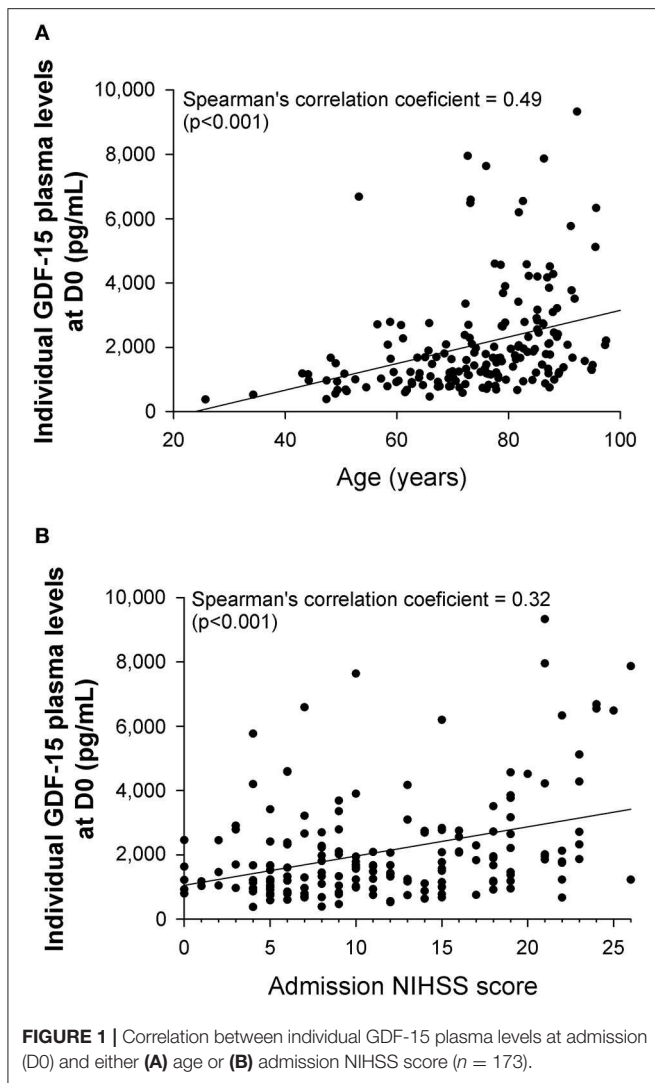 A
Individual GDF-15 plasma levels
at D0 (pg/mL)
10,000
8,000
6,000
4,000
2,000
0
Spearman's correlation coeficient = 0.49
(p<0.001)
20
40
60
80
100
Age (years)
B
Individual GDF-15 plasma levels
at D0 (pg/mL)
10,000
8,000
6,000
4,000
2,000
0
Spearman's correlation coeficient = 0.32
(p<0.001)
0
5
10
15
20
25
Admission NIHSS score
FIGURE 1 | Correlation between individual GDF-15 plasma levels at admission
(D0) and either (A) age or (B) admission NIHSS score (n = 173).